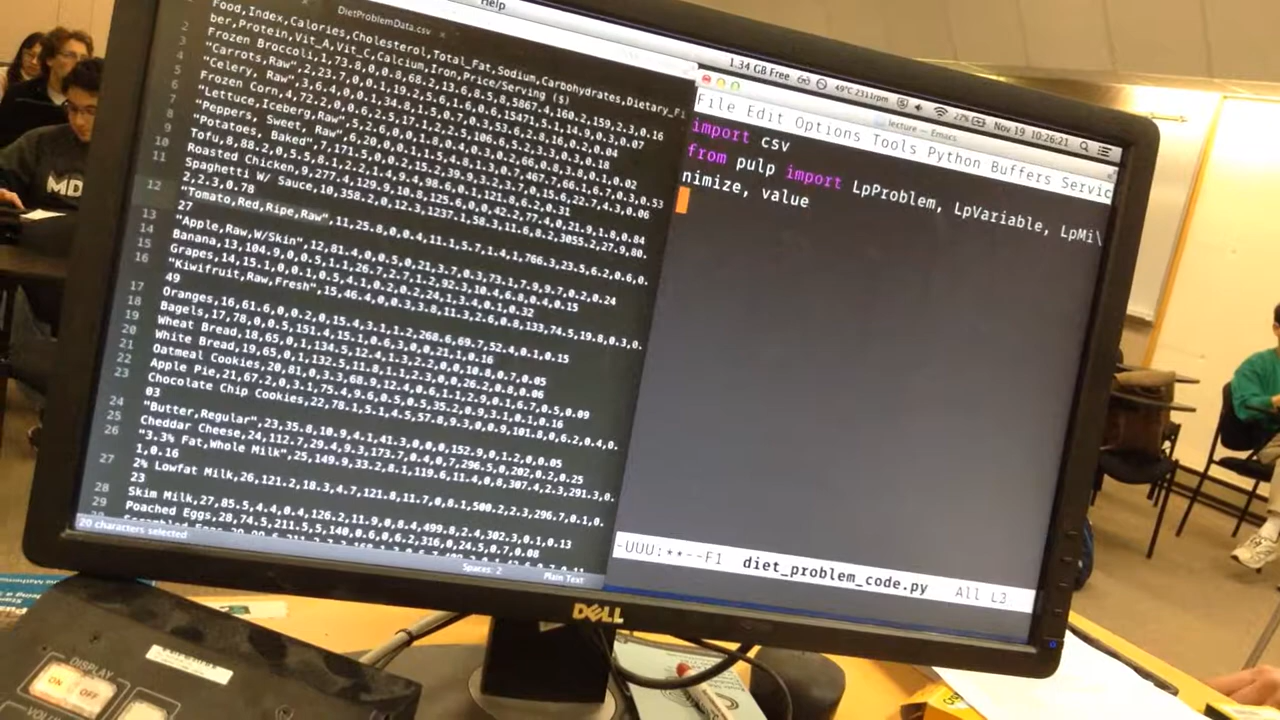 Help
DietProblemData.csv
Food,Index,Calories,Cholesterol,Total_Fat,Sodium,Carbohydrates,Dietary_Fi
ber,Protein,Vit_A,Vit_C,Calcium,Iron,Price/Serving ($)
Frozen Broccoli,1,73.8,0,0.8,68.2,13.6,8.5,8,5867.4,160.2,159,2.3,0.16
"Carrots,Raw",2,23.7,0,0.1,19.2,5.6,1.6,0.6,15471,5.1,14.9,0.3,0.07
"Celery, Raw",3,6.4,0,0.1,34.8,1.5,0.7,0.3,53.6,2.8,16,0.2,0.04
Frozen Corn,4,72.2,0,0.6,2.5,17.1,2,2.5,106.6,5.2,3.3,0.3,0.18
"Lettuce,Iceberg,Raw",5,2.6,0,0,1.8,0.4,0.3,0.2,66,0.8,3.8,0.1,0.02
"Peppers, Sweet, Raw",6,20,0,0.1,1.5,4.8,1.3,0.7,467.7,66.1,6.7,0.3,0.53
"Potatoes, Baked",7,171.5,0,0.2,15.2,39.9,3.2,3.7,0,15.6,22.7,4.3,0.06
Tofu,8,88.2,0,5.5,8.1,2.2,1.4,9.4,98.6,0.1,121.8,6.2,0.31
Roasted Chicken,9,277.4,129.9,10.8,125.6,0,0,42.2,77.4,0,21.9,1.8,0.84
Spaghetti W/ Sauce,10,358.2,0,12.3,1237.1,58.3,11.6,8.2,3055.2,27.9,80.
2,2.3,0.78
"Tomato,Red,Ripe,Raw",11,25.8,0,0.4,11.1,5.7,1.4,1,766.3,23.5,6.2,0.6,0.
27
"Apple,Raw,W/Skin",12,81.4,0,0.5,0,21,3.7,0.3,73.1,7.9,9.7,0.2,0.24
Banana,13,104.9,0,0.5,1.1,26.7,2.7,1.2,92.3,10.4,6.8,0.4,0.15
Grapes,14,15.1,0,0.1,0.5,4.1,0.2,0.2,24,1,3.4,0.1,0.32
"Kiwifruit,Raw,Fresh",15,46.4,0,0.3,3.8,11.3,2.6,0.8,133,74.5,19.8,0.3,0.
49
Oranges,16,61.6,0,0.2,0,15.4,3.1,1.2,268.6,69.7,52.4,0.1,0.15
Bagels,17,78,0,0.5,151.4,15.1,0.6,3,0,0,21,1,0.16
Wheat Bread,18,65,0,1,134.5,12.4,1.3,2.2,0,0,10.8,0.7,0.05
White Bread,19,65,0,1,132.5,11.8,1.1,2.3,0,0,26.2,0.8,0.06
Oatmeal Cookies,20,81,0,3.3,68.9,12.4,0.6,1.1,2.9,0.1,6.7,0.5,0.09
Apple Pie,21,67.2,0,3.1,75.4,9.6,0.5,0.5,35.2,0.9,3.1,0.1,0.16
Chocolate Chip Cookies,22,78.1,5.1,4.5,57.8,9.3,0,0.9,101.8,0,6.2,0.4,0.
03
"Butter,Regular",23,35.8,10.9,4.1,41.3,0,0,0,152.9,0,1.2,0,0.05
Cheddar Cheese,24,112.7,29.4,9.3,173.7,0.4,0,7,296.5,0,202,0.2,0.25
"3.3% Fat,Whole Milk",25,149.9,33.2,8.1,119.6,11.4,0,8,307.4,2.3,291.3,0.
1,0.16
2% Lowfat Milk,26,121.2,18.3,4.7,121.8,11.7,0,8.1,500.2,2.3,296.7,0.1,0.
23
Skim Milk,27,85.5,4.4,0.4,126.2,11.9,0,8.4,499.8,2.4,302.3,0.1,0.13
Poached Eggs,28,74.5,211.5,5,140,0.6,0,6.2,316,0,24.5,0.7,0.08
20 characters selected
Spaces: 2
Plain Text
1.34 GB Free
49°C 2311rpm
27%
Nov 19 10:26:21
lecture — Emacs
File Edit Options Tools Python Buffers Servic
import csv
from pulp import LpProblem, LpVariable, LpMi\
nimize, value
-UUU:**--F1 diet_problem_code.py All L3
DELL
DISPLAY
ON OFF
MD